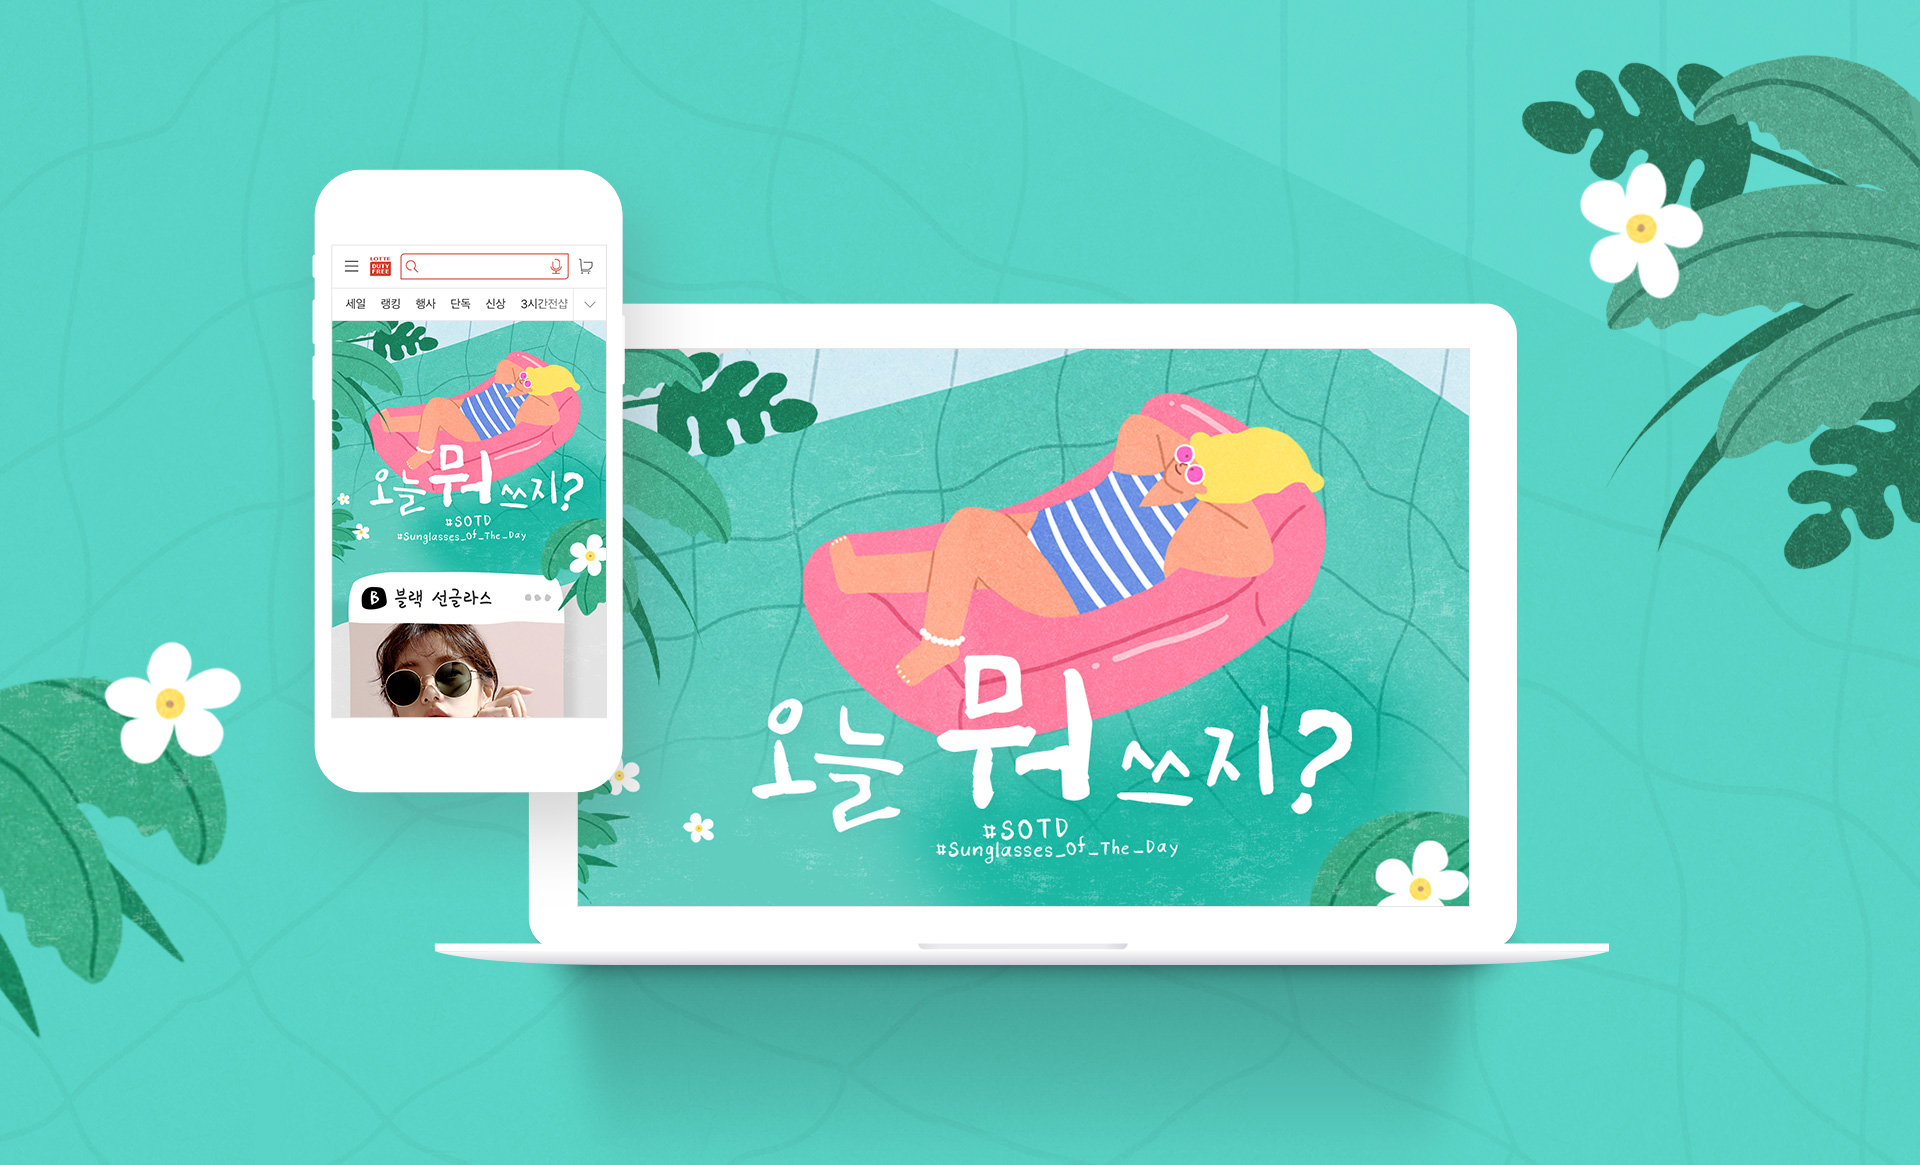 LOTTE
DUTY
FREE
세일 랭킹 행사 단독 신상 3시간전샵
오늘 뭐 쓰지?
#SOTD
#Sunglasses_Of_The_Day
B 블랙 선글라스
오늘 뭐 쓰지?
#SOTD
#Sunglasses_Of_The_Day